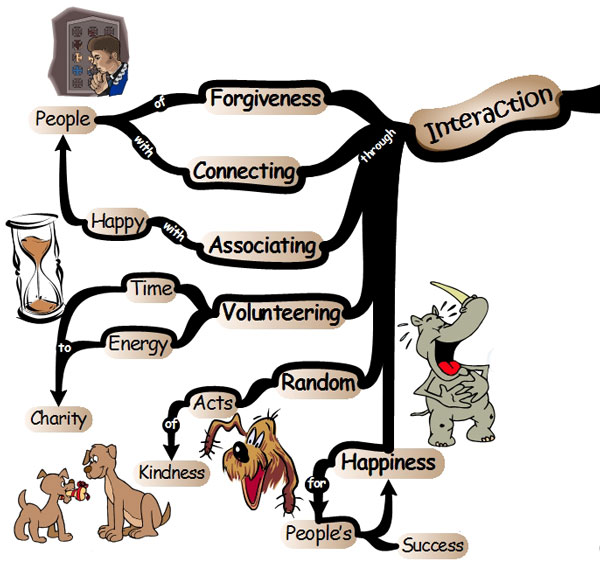 Interaction
through
Forgiveness
of
People
with
Connecting
Happy
with
Associating
Time
Volunteering
to
Energy
Charity
Random
Acts
of
Kindness
Happiness
for
People's
Success